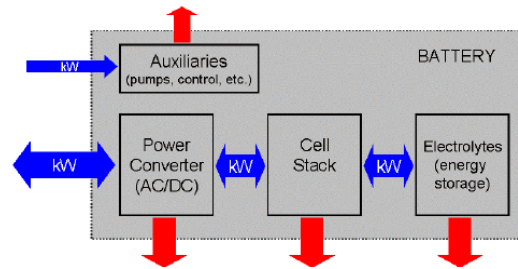 BATTERY
Auxiliaries
(pumps, control, etc.)
kW
Power
Converter
(AC/DC)
Cell
Stack
Electrolytes
(energy
storage)
kW
kW
kW